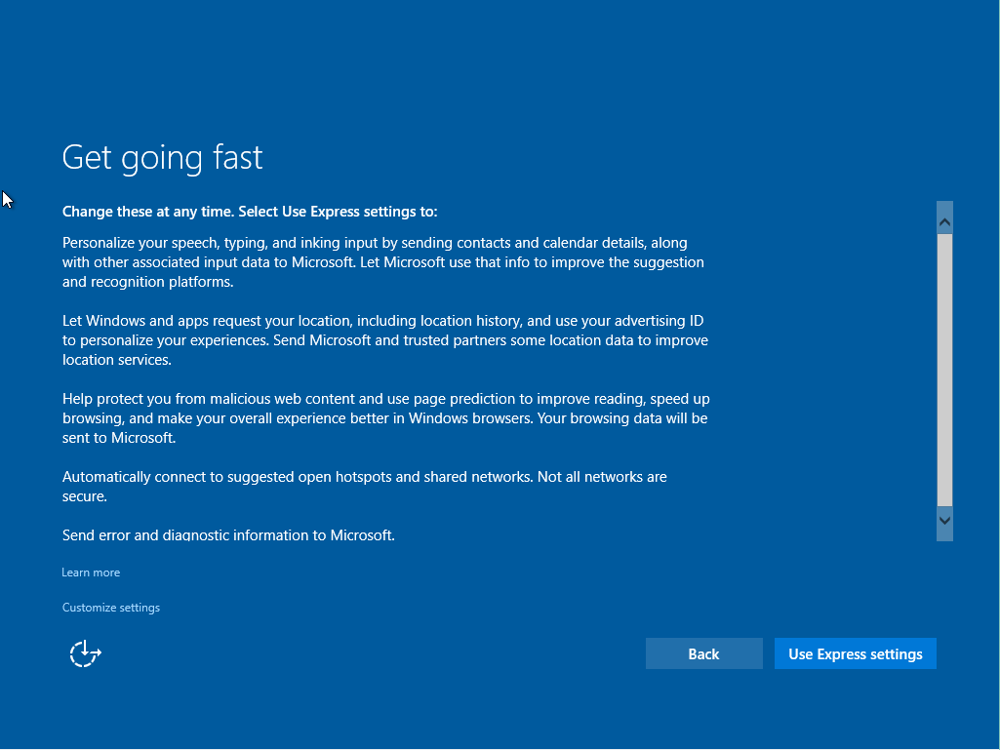 Get going fast
Change these at any time. Select Use Express settings to:
Personalize your speech, typing, and inking input by sending contacts and calendar details, along
with other associated input data to Microsoft. Let Microsoft use that info to improve the suggestion
and recognition platforms.
Let Windows and apps request your location, including location history, and use your advertising ID
to personalize your experiences. Send Microsoft and trusted partners some location data to improve
location services.
Help protect you from malicious web content and use page prediction to improve reading, speed up
browsing, and make your overall experience better in Windows browsers. Your browsing data will be
sent to Microsoft.
Automatically connect to suggested open hotspots and shared networks. Not all networks are
secure.
Send error and diagnostic information to Microsoft.
Learn more
Customize settings
Back
Use Express settings